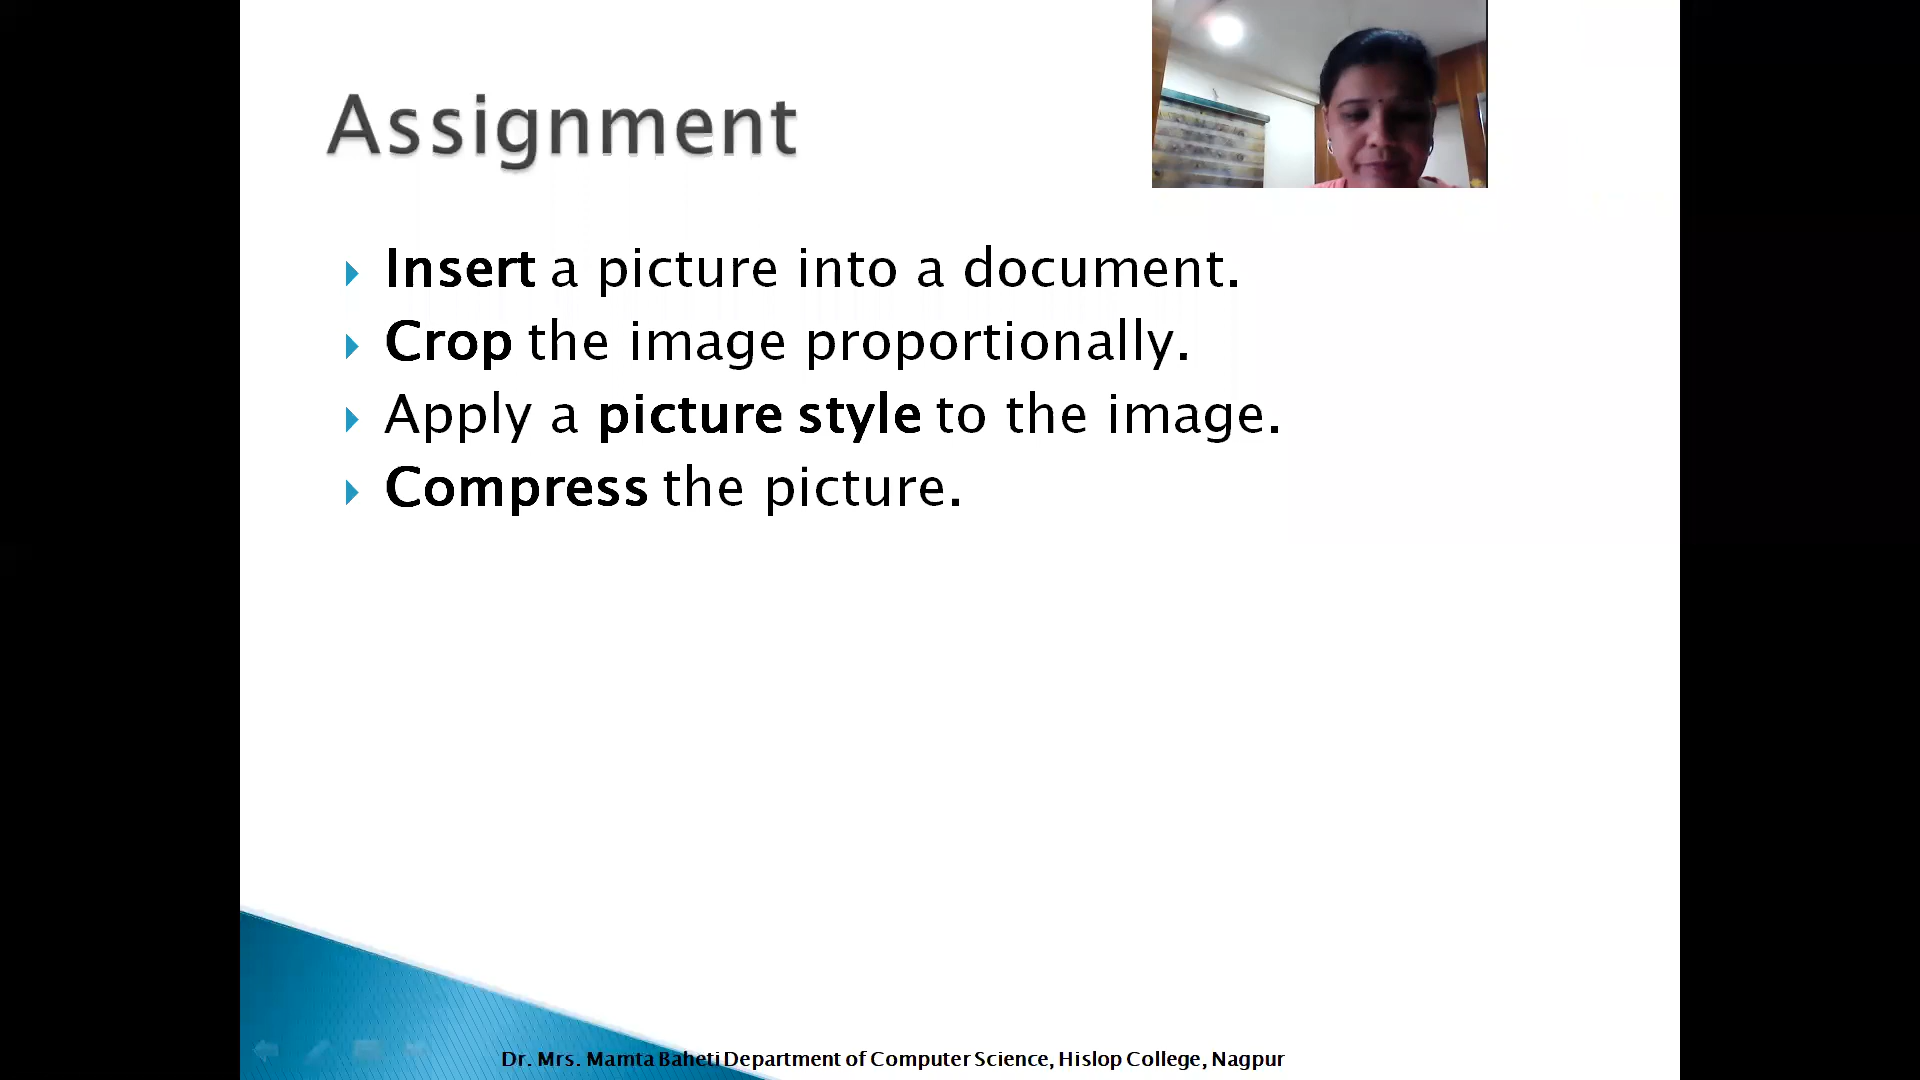 Assignment
Insert a picture into a document.
Crop the image proportionally.
Apply a picture style to the image.
Compress the picture.
Dr. Mrs. Mamta Baheti Department of Computer Science, Hislop College, Nagpur